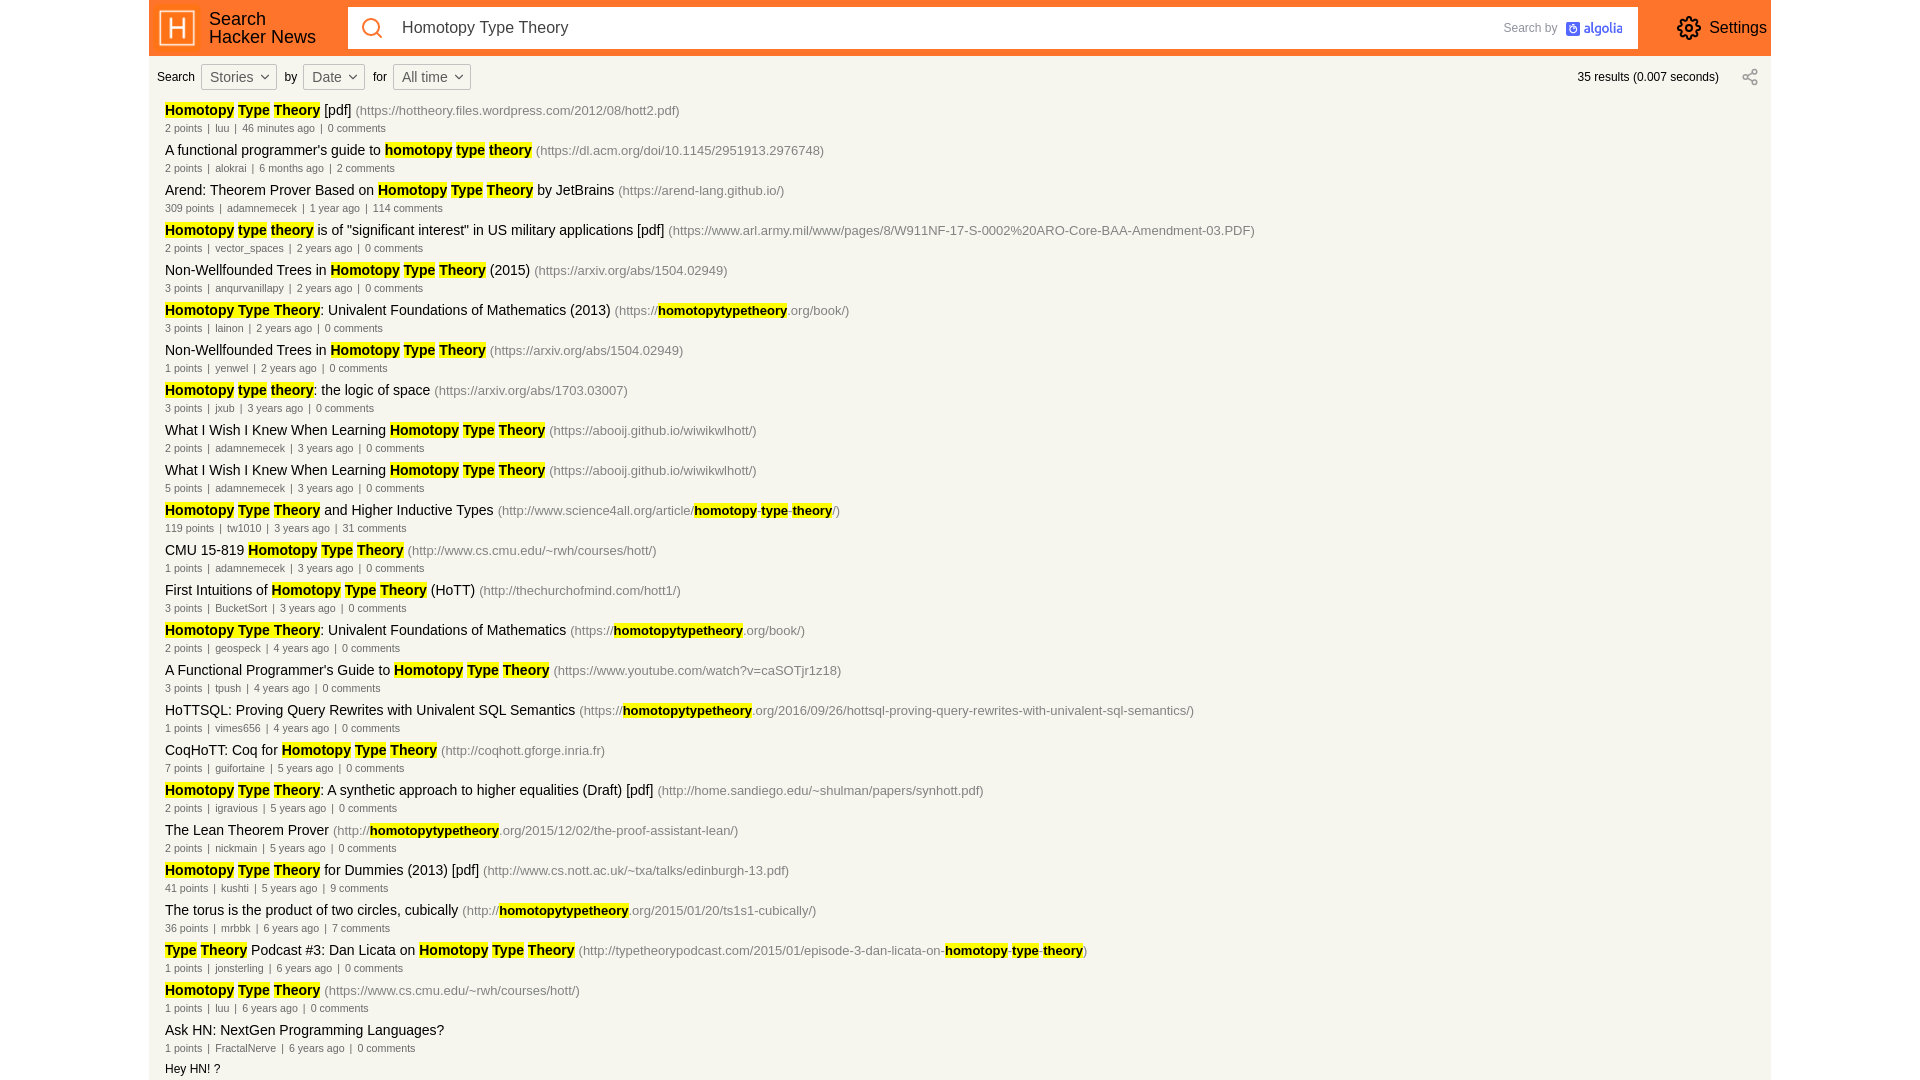 Search
Hacker News
Homotopy Type Theory
Search by algolia
Settings
Search Stories by Date for All time
35 results (0.007 seconds)
Homotopy Type Theory [pdf] (https://hottheory.files.wordpress.com/2012/08/hott2.pdf)
2 points | luu | 46 minutes ago | 0 comments
A functional programmer's guide to homotopy type theory (https://dl.acm.org/doi/10.1145/2951913.2976748)
2 points | alokrai | 6 months ago | 2 comments
Arend: Theorem Prover Based on Homotopy Type Theory by JetBrains (https://arend-lang.github.io/)
309 points | adamnemecek | 1 year ago | 114 comments
Homotopy type theory is of "significant interest" in US military applications [pdf] (https://www.arl.army.mil/www/pages/8/W911NF-17-S-0002%20ARO-Core-BAA-Amendment-03.PDF)
2 points | vector_spaces | 2 years ago | 0 comments
Non-Wellfounded Trees in Homotopy Type Theory (2015) (https://arxiv.org/abs/1504.02949)
3 points | anqurvanillapy | 2 years ago | 0 comments
Homotopy Type Theory: Univalent Foundations of Mathematics (2013) (https://homotopytypetheory.org/book/)
3 points | lainon | 2 years ago | 0 comments
Non-Wellfounded Trees in Homotopy Type Theory (https://arxiv.org/abs/1504.02949)
1 points | yenwel | 2 years ago | 0 comments
Homotopy type theory: the logic of space (https://arxiv.org/abs/1703.03007)
3 points | jxub | 3 years ago | 0 comments
What I Wish I Knew When Learning Homotopy Type Theory (https://abooij.github.io/wiwikwlhott/)
2 points | adamnemecek | 3 years ago | 0 comments
What I Wish I Knew When Learning Homotopy Type Theory (https://abooij.github.io/wiwikwlhott/)
5 points | adamnemecek | 3 years ago | 0 comments
Homotopy Type Theory and Higher Inductive Types (http://www.science4all.org/article/homotopy-type-theory/)
119 points | tw1010 | 3 years ago | 31 comments
CMU 15-819 Homotopy Type Theory (http://www.cs.cmu.edu/~rwh/courses/hott/)
1 points | adamnemecek | 3 years ago | 0 comments
First Intuitions of Homotopy Type Theory (HoTT) (http://thechurchofmind.com/hott1/)
3 points | BucketSort | 3 years ago | 0 comments
Homotopy Type Theory: Univalent Foundations of Mathematics (https://homotopytypetheory.org/book/)
2 points | geospeck | 4 years ago | 0 comments
A Functional Programmer's Guide to Homotopy Type Theory (https://www.youtube.com/watch?v=caSOTjr1z18)
3 points | tpush | 4 years ago | 0 comments
HoTTSQL: Proving Query Rewrites with Univalent SQL Semantics (https://homotopytypetheory.org/2016/09/26/hottsql-proving-query-rewrites-with-univalent-sql-semantics/)
1 points | vimes656 | 4 years ago | 0 comments
CoqHoTT: Coq for Homotopy Type Theory (http://coqhott.gforge.inria.fr)
7 points | guifortaine | 5 years ago | 0 comments
Homotopy Type Theory: A synthetic approach to higher equalities (Draft) [pdf] (http://home.sandiego.edu/~shulman/papers/synhott.pdf)
2 points | igravious | 5 years ago | 0 comments
The Lean Theorem Prover (http://homotopytypetheory.org/2015/12/02/the-proof-assistant-lean/)
2 points | nickmain | 5 years ago | 0 comments
Homotopy Type Theory for Dummies (2013) [pdf] (http://www.cs.nott.ac.uk/~txa/talks/edinburgh-13.pdf)
41 points | kushti | 5 years ago | 9 comments
The torus is the product of two circles, cubically (http://homotopytypetheory.org/2015/01/20/ts1s1-cubically/)
36 points | mrbbk | 6 years ago | 7 comments
Type Theory Podcast #3: Dan Licata on Homotopy Type Theory (http://typetheorypodcast.com/2015/01/episode-3-dan-licata-on-homotopy-type-theory)
1 points | jonsterling | 6 years ago | 0 comments
Homotopy Type Theory (https://www.cs.cmu.edu/~rwh/courses/hott/)
1 points | luu | 6 years ago | 0 comments
Ask HN: NextGen Programming Languages?
1 points | FractalNerve | 6 years ago | 0 comments
Hey HN! ?